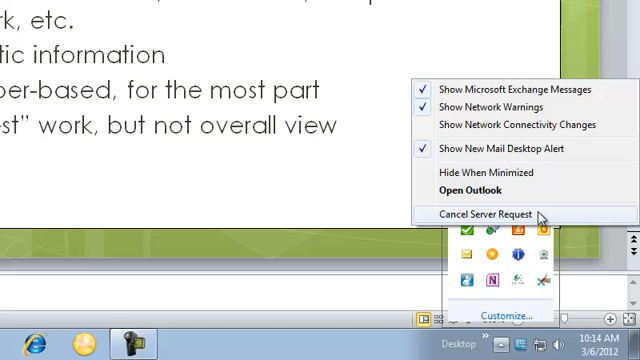 rk, etc.
tic information
per-based, for the most part
est” work, but not overall view
Show Microsoft Exchange Messages
Show Network Warnings
Show Network Connectivity Changes
Show New Mail Desktop Alert
Hide When Minimized
Open Outlook
Cancel Server Request
Customize...
Desktop
10:14 AM
3/6/2012